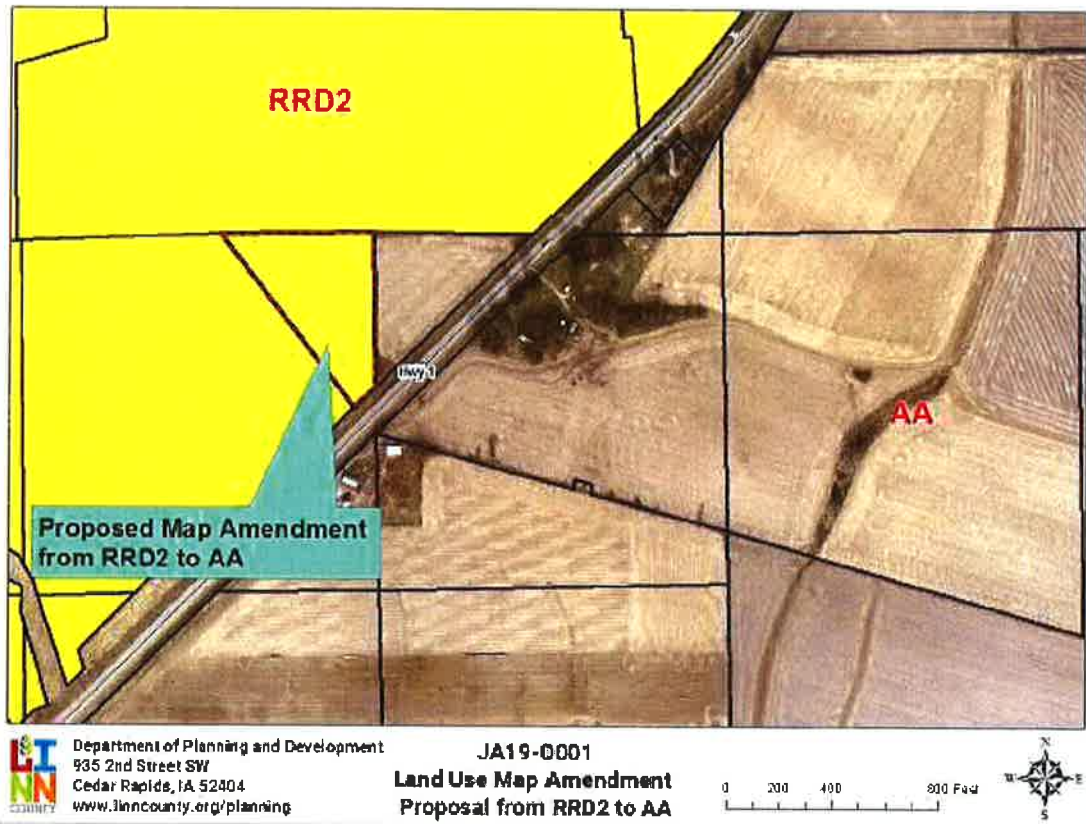 RRD2
Hwy 1
AA
Proposed Map Amendment
from RRD2 to AA
LINN
COUNTY
Department of Planning and Development
935 2nd Street SW
Cedar Rapids, IA 52404
www.linncounty.org/planning
JA19-0001
Land Use Map Amendment
Proposal from RRD2 to AA
0 200 400 800 Feet
N
W E
S